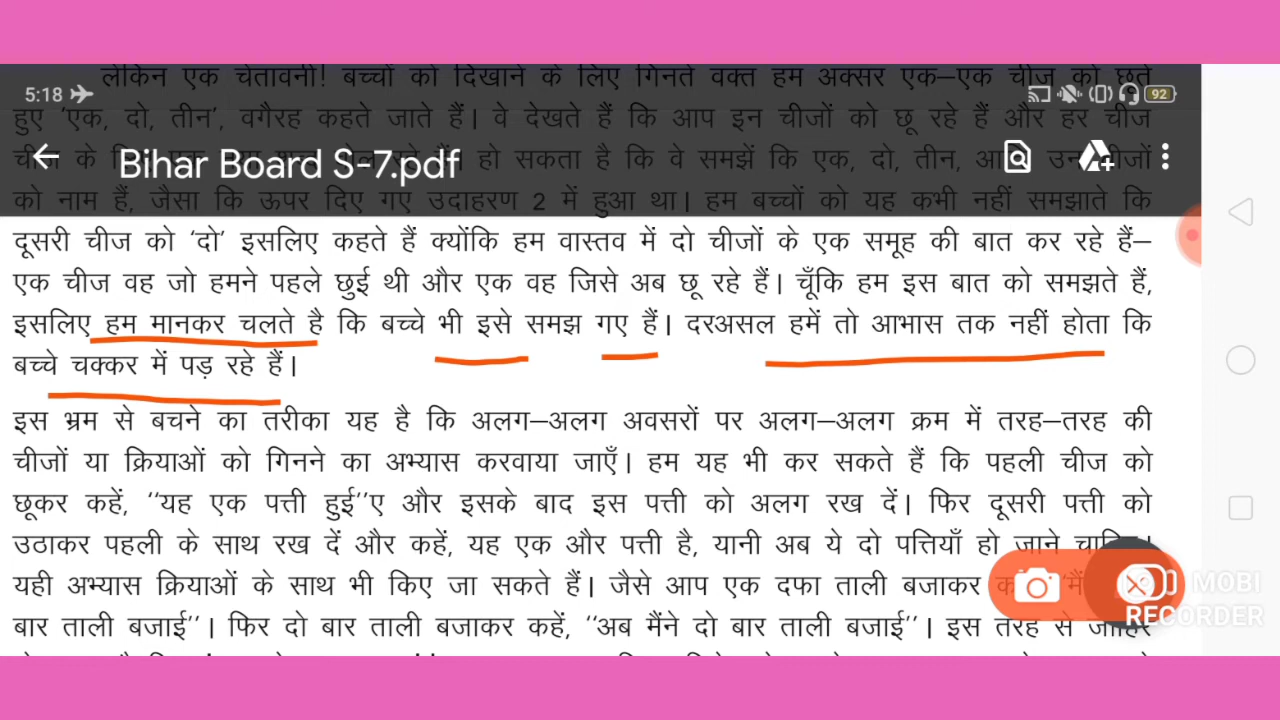 लेकिन एक चेतावनी! बच्चों को दिखाने के लिए गिनते वक्त हम अक्सर एक–एक चीज को छूते
5:18
92
हुए 'एक, दो, तीन', वगैरह कहते जाते हैं। वे देखते हैं कि आप इन चीजों को छू रहे हैं और हर चीज
Bihar Board S-7.pdf
हो सकता है कि वे समझें कि एक, दो, तीन,
को नाम हैं, जैसा कि ऊपर दिए गए उदाहरण 2 में हुआ था। हम बच्चों को यह कभी नहीं समझाते कि
दूसरी चीज को 'दो' इसलिए कहते हैं क्योंकि हम वास्तव में दो चीजों के एक समूह की बात कर रहे हैं–
एक चीज वह जो हमने पहले छुई थी और एक वह जिसे अब छू रहे हैं। चूँकि हम इस बात को समझते हैं,
इसलिए हम मानकर चलते है कि बच्चे भी इसे समझ गए हैं। दरअसल हमें तो आभास तक नहीं होता कि
बच्चे चक्कर में पड़ रहे हैं।
इस भ्रम से बचने का तरीका यह है कि अलग–अलग अवसरों पर अलग–अलग क्रम में तरह–तरह की
चीजों या क्रियाओं को गिनने का अभ्यास करवाया जाएँ। हम यह भी कर सकते हैं कि पहली चीज को
छूकर कहें, ''यह एक पत्ती हुई''ए और इसके बाद इस पत्ती को अलग रख दें। फिर दूसरी पत्ती को
उठाकर पहली के साथ रख दें और कहें, यह एक और पत्ती है, यानी अब ये दो पत्तियाँ हो जाने
यही अभ्यास क्रियाओं के साथ भी किए जा सकते हैं। जैसे आप एक दफा ताली बजाकर
MOBI
RECORDER
बार ताली बजाई''। फिर दो बार ताली बजाकर कहें, ''अब मैंने दो बार ताली बजाई''। इस तरह से